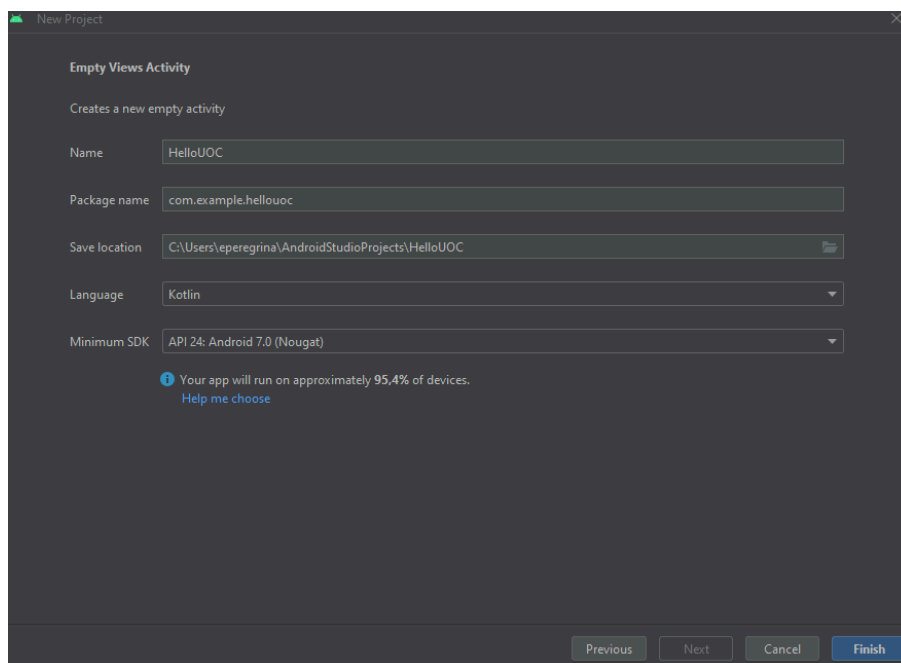 New Project
Empty Views Activity
Creates a new empty activity
Name HelloUOC
Package name com.example.hellouoc
Save location C:\Users\eperegrina\AndroidStudioProjects\HelloUOC
Language Kotlin
Minimum SDK API 24: Android 7.0 (Nougat)
Your app will run on approximately 95,4% of devices.
Help me choose
Previous Next Cancel Finish